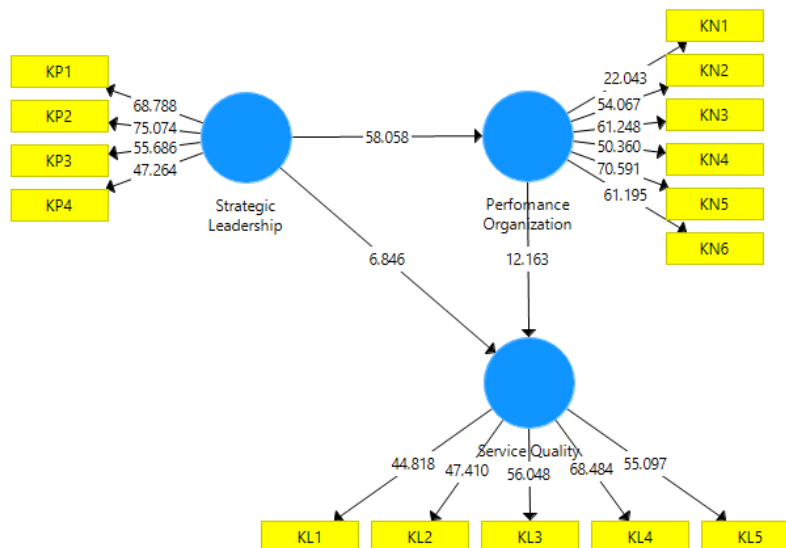 KP1
KP2
KP3
KP4
68.788
75.074
55.686
47.264
Strategic
Leadership
58.058
6.846
Perfomance
Organization
12.163
22.043
54.067
61.248
50.360
70.591
61.195
KN1
KN2
KN3
KN4
KN5
KN6
Service Quality
44.818
47.410
56.048
68.484
55.097
KL1
KL2
KL3
KL4
KL5